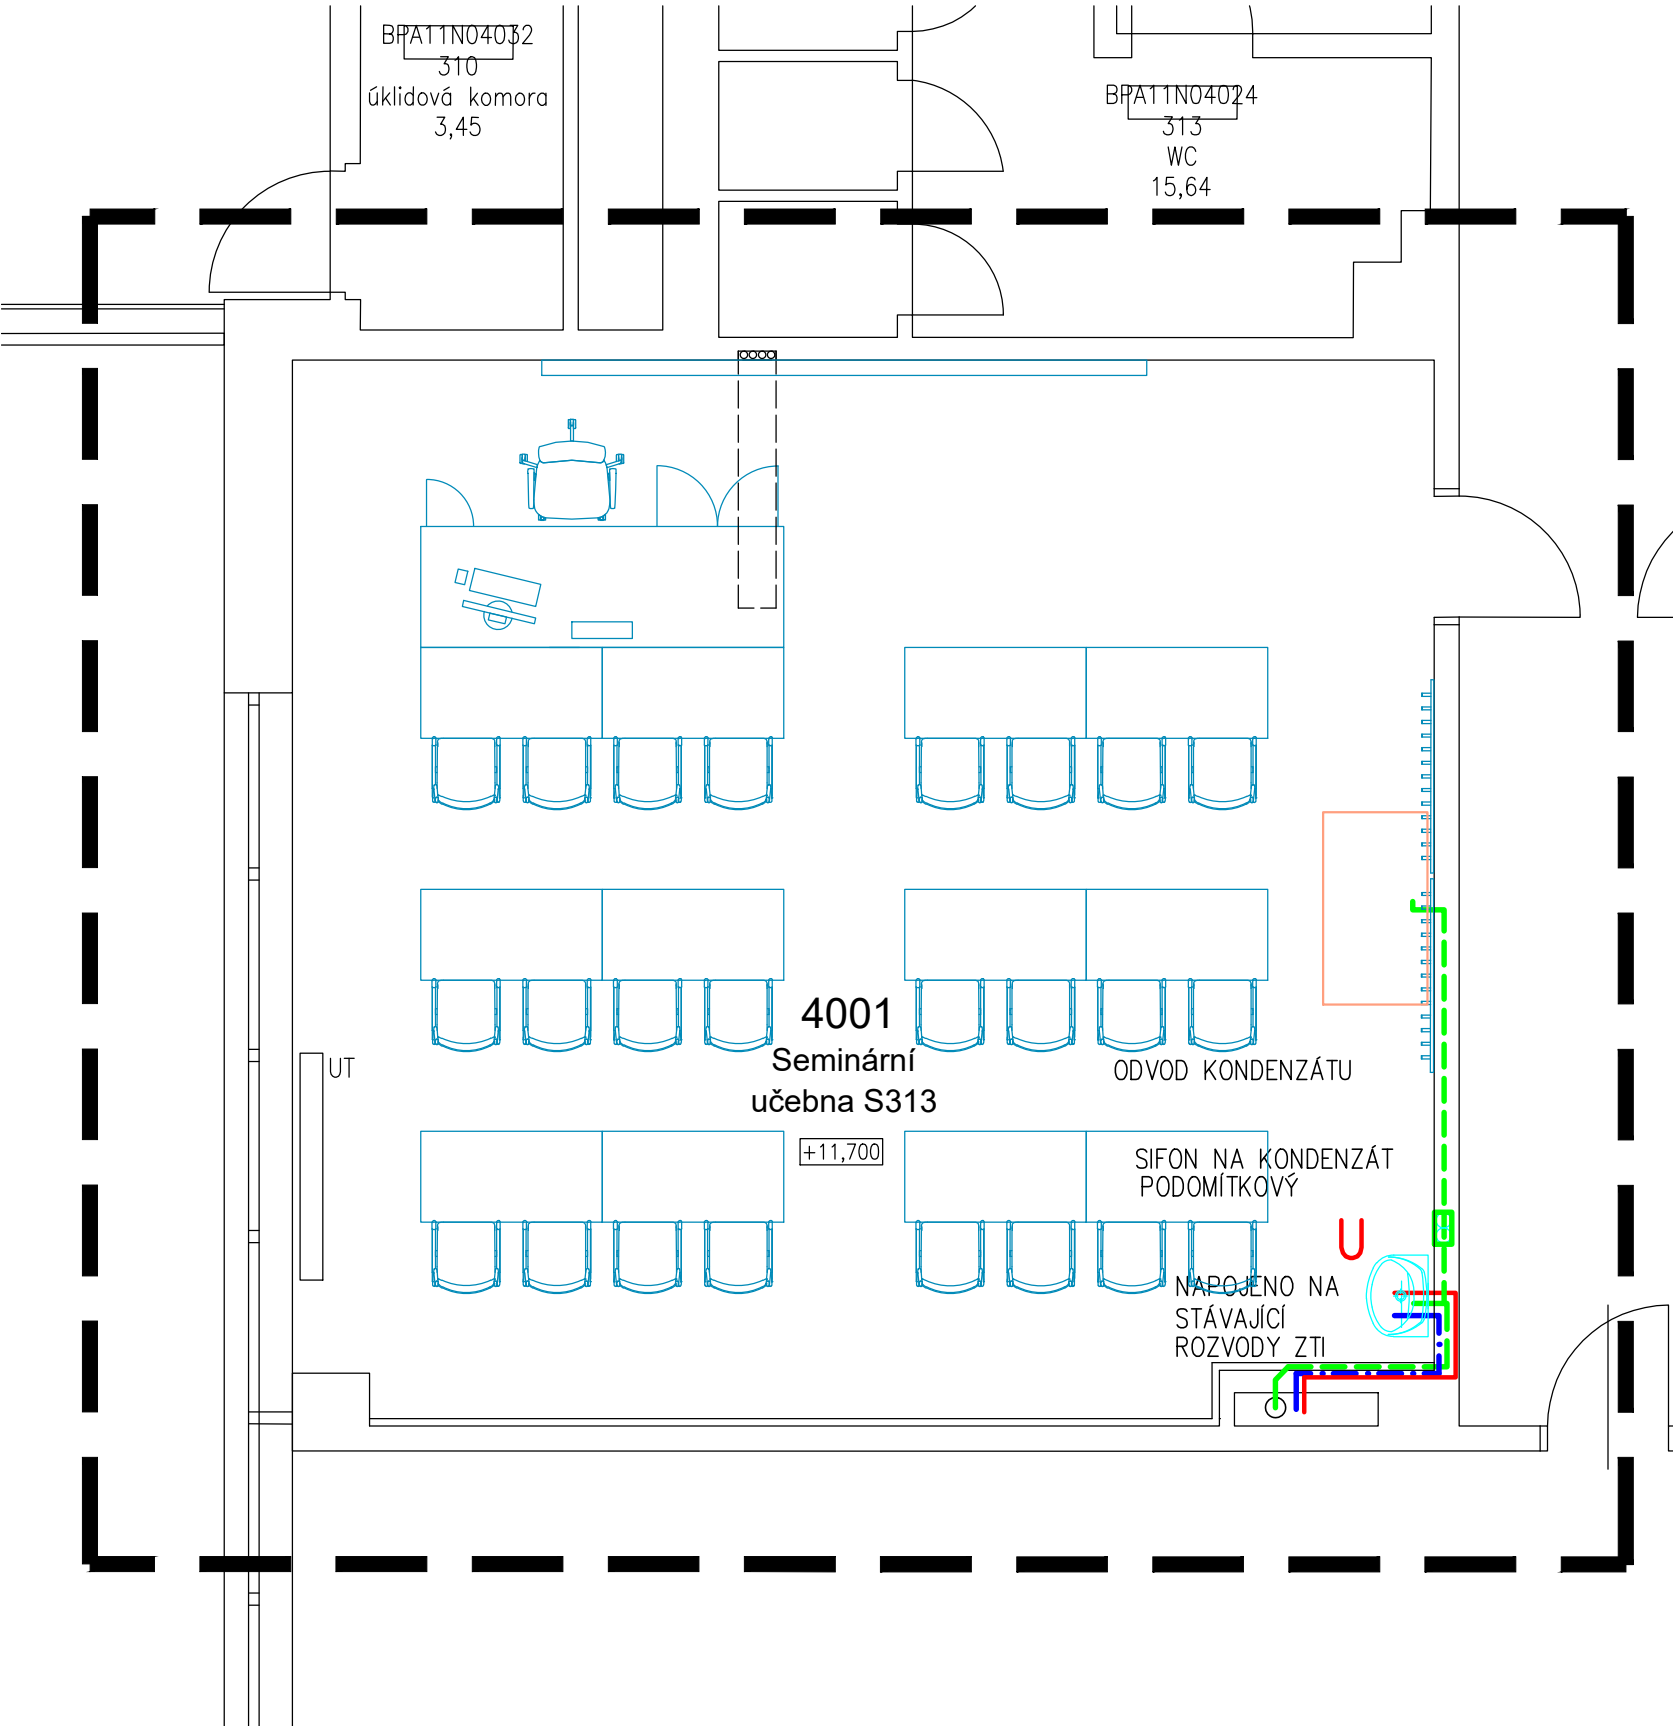 BPA11N04032
310
úklidová komora
3,45
BPA11N04024
313
WC
15,64
4001
Seminární
učebna S313
+11,700
UT
ODVOD KONDENZÁTU
SIFON NA KONDENZÁT
PODOMÍTKOVÝ
U
NAPOJENO NA
STÁVAJÍCÍ
ROZVODY ZTI